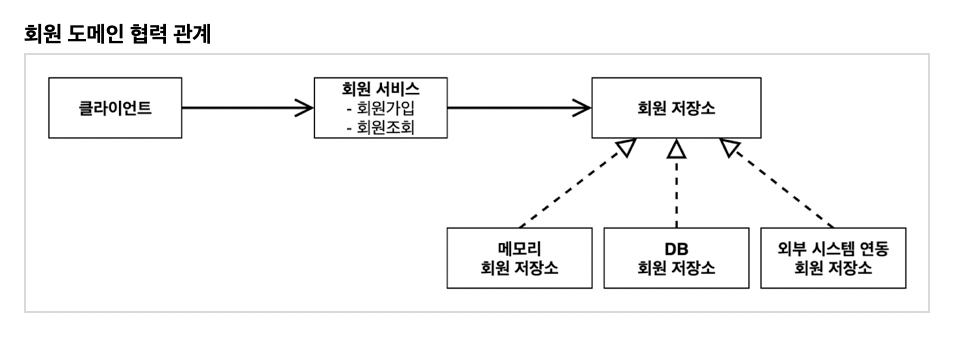 회원 도메인 협력 관계
클라이언트
회원 서비스
- 회원가입
- 회원조회
회원 저장소
메모리
회원 저장소
DB
회원 저장소
외부 시스템 연동
회원 저장소